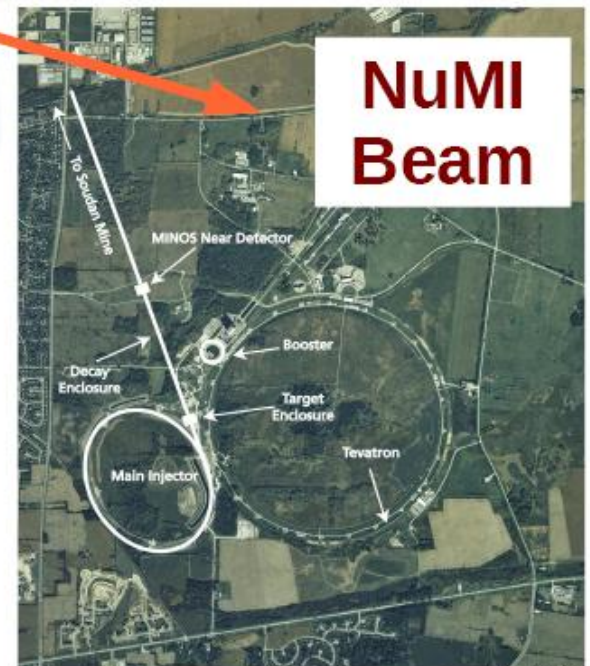 NuMI
Beam
To Soudan Mine
MINOS Near Detector
Booster
Decay
Enclosure
Target
Enclosure
Tevatron
Main Injector